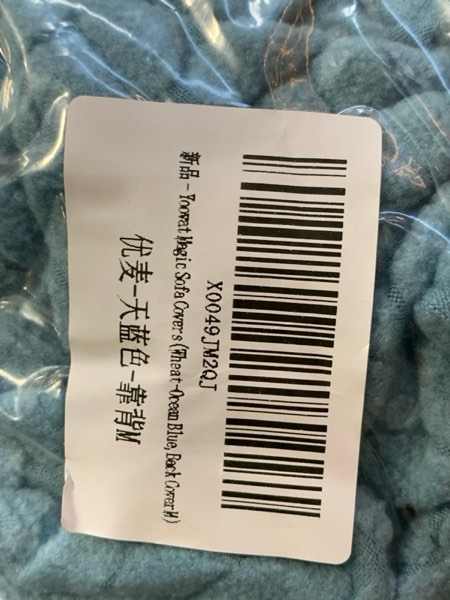 X0049JM2QJ
新品 - Yoowat Magic Sofa Covers (Wheat-Ocean Blue, Back Cover M)
优麦-天蓝色-靠背M